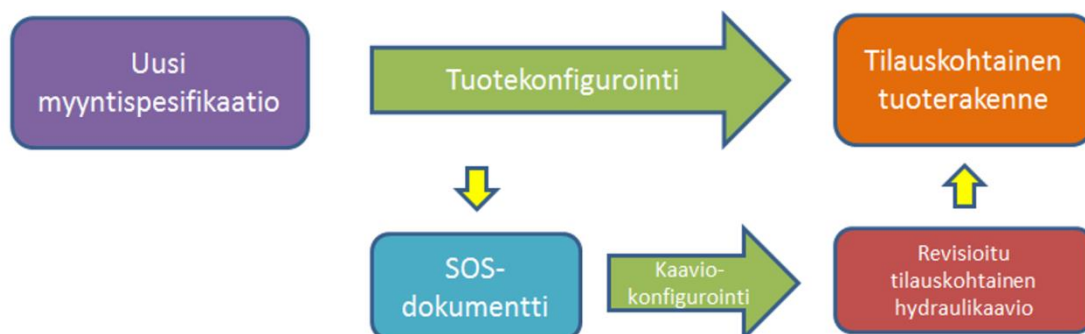 Uusi
myyntispesifikaatio
Tuotekonfigurointi
Tilauskohtainen
tuoterakenne
SOS-
dokumentti
Kaavio-
konfigurointi
Revisioitu
tilauskohtainen
hydraulikaavio